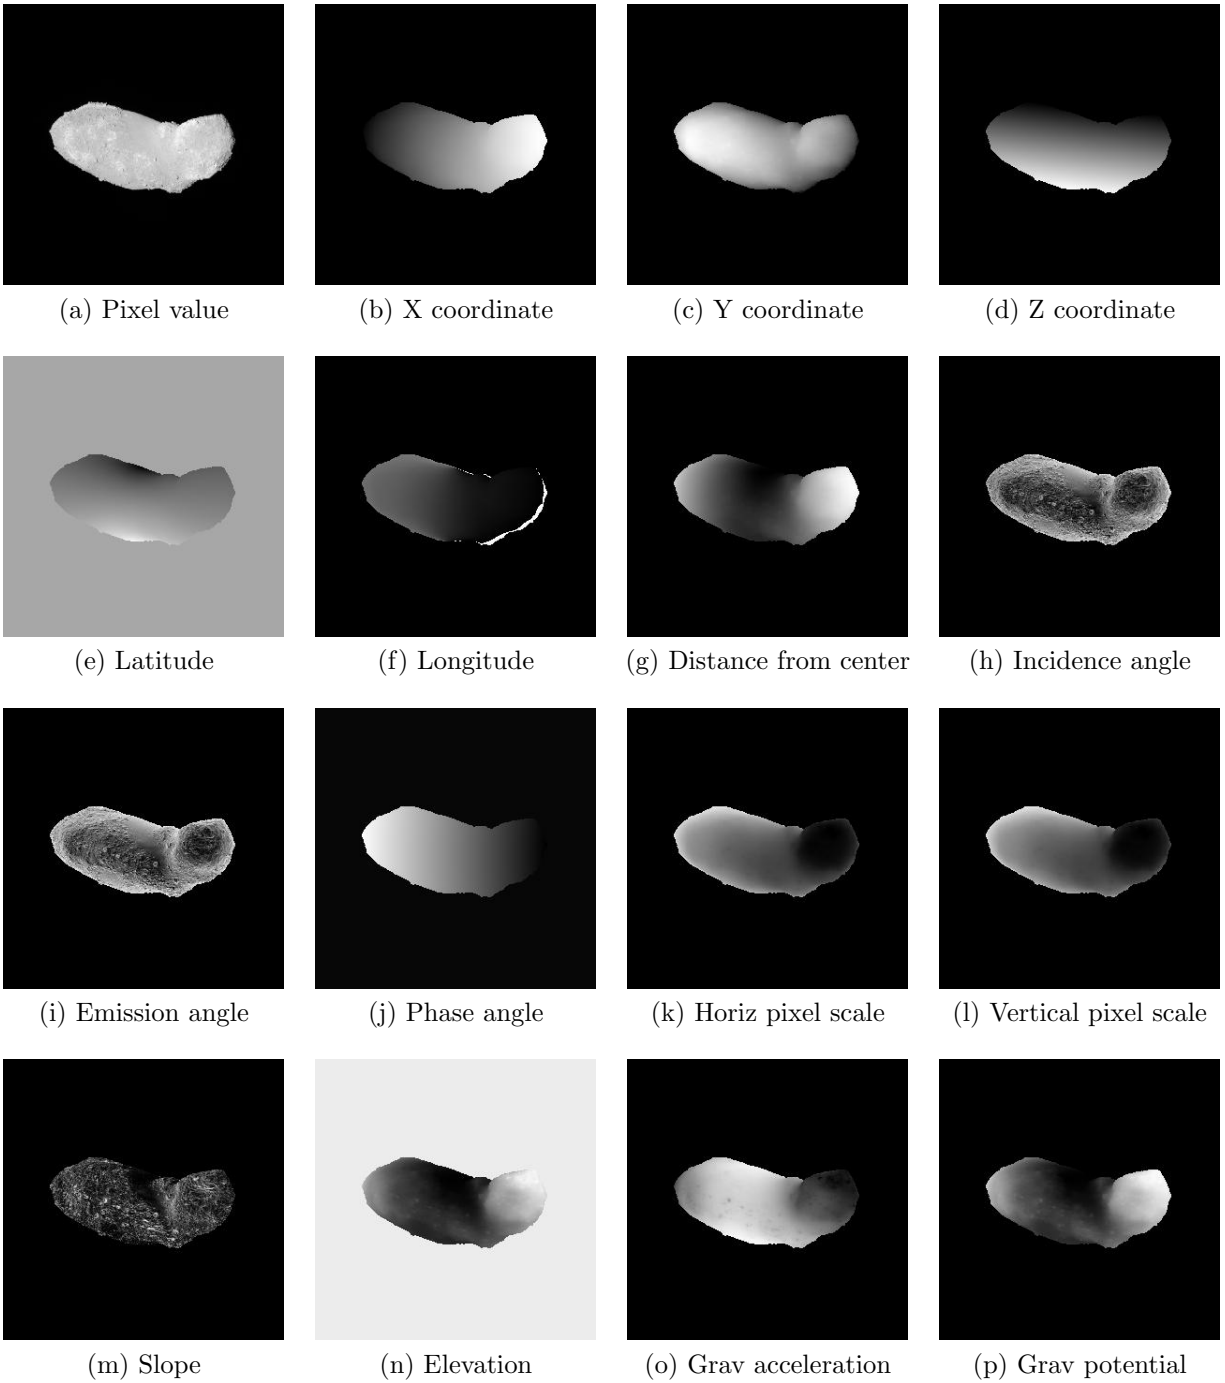 (a) Pixel value
(b) X coordinate
(c) Y coordinate
(d) Z coordinate
(e) Latitude
(f) Longitude
(g) Distance from center
(h) Incidence angle
(i) Emission angle
(j) Phase angle
(k) Horiz pixel scale
(l) Vertical pixel scale
(m) Slope
(n) Elevation
(o) Grav acceleration
(p) Grav potential